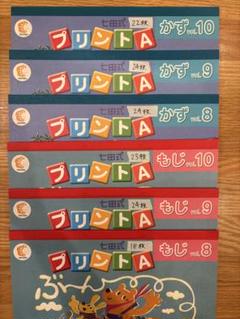 七田式 22枚
プリントA かず VOL.10
七田式 24枚
プリントA かず VOL.9
七田式 24枚
プリントA かず VOL.8
七田式 23枚
プリントA もじ VOL.10
七田式 24枚
プリントA もじ VOL.9
七田式 18枚
プリントA もじ VOL.8
ぶーん